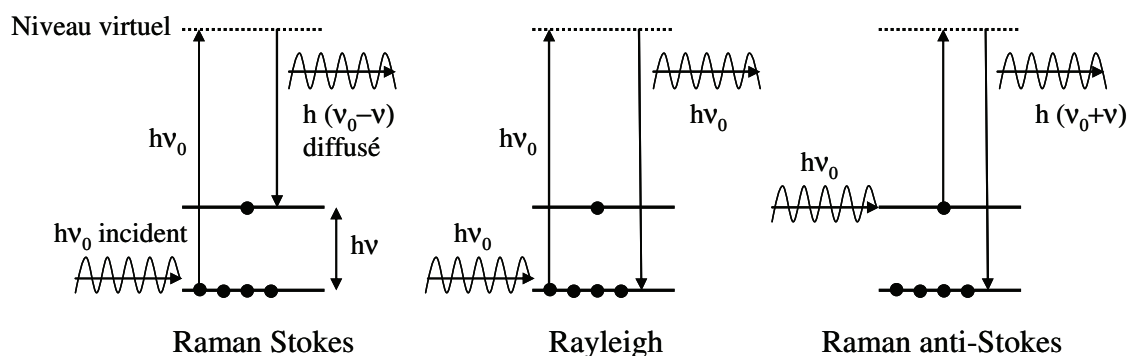 Niveau virtuel
hν₀
h (ν₀–ν)
diffusé
hν₀ incident
hν
Raman Stokes
hν₀
hν₀
hν₀
Rayleigh
h (ν₀+ν)
hν₀
Raman anti-Stokes